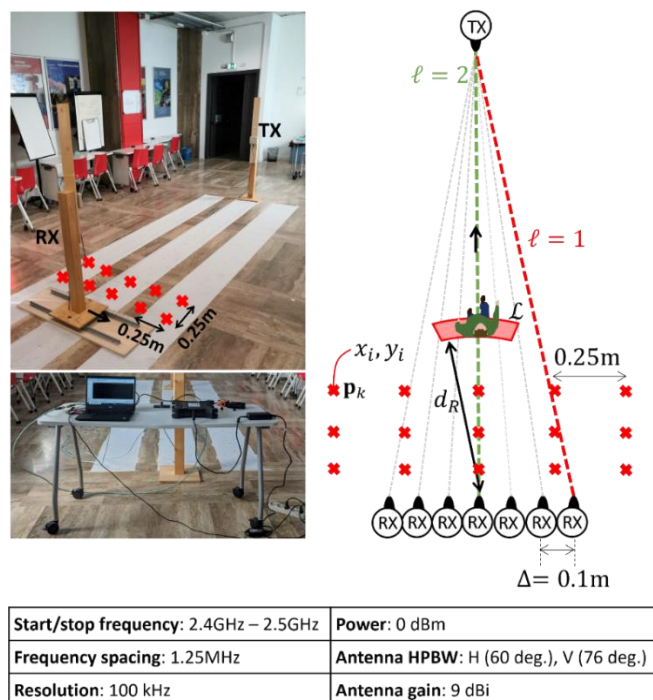 TX
RX
0.25m
0.25m
TX
ℓ = 2
ℓ = 1
ℒ
0.25m
xᵢ, yᵢ
𝐩ₖ
d_R
RX RX RX RX RX RX RX
Δ= 0.1m
Start/stop frequency: 2.4GHz – 2.5GHz
Power: 0 dBm
Frequency spacing: 1.25MHz
Antenna HPBW: H (60 deg.), V (76 deg.)
Resolution: 100 kHz
Antenna gain: 9 dBi